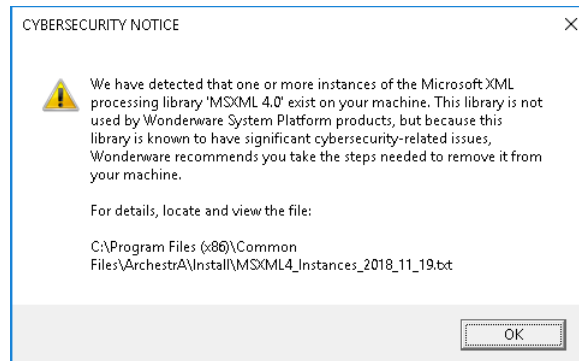 CYBERSECURITY NOTICE
We have detected that one or more instances of the Microsoft XML
processing library 'MSXML 4.0' exist on your machine. This library is not
used by Wonderware System Platform products, but because this
library is known to have significant cybersecurity-related issues,
Wonderware recommends you take the steps needed to remove it from
your machine.
For details, locate and view the file:
C:\Program Files (x86)\Common
Files\ArchestrA\Install\MSXML4_Instances_2018_11_19.txt
OK